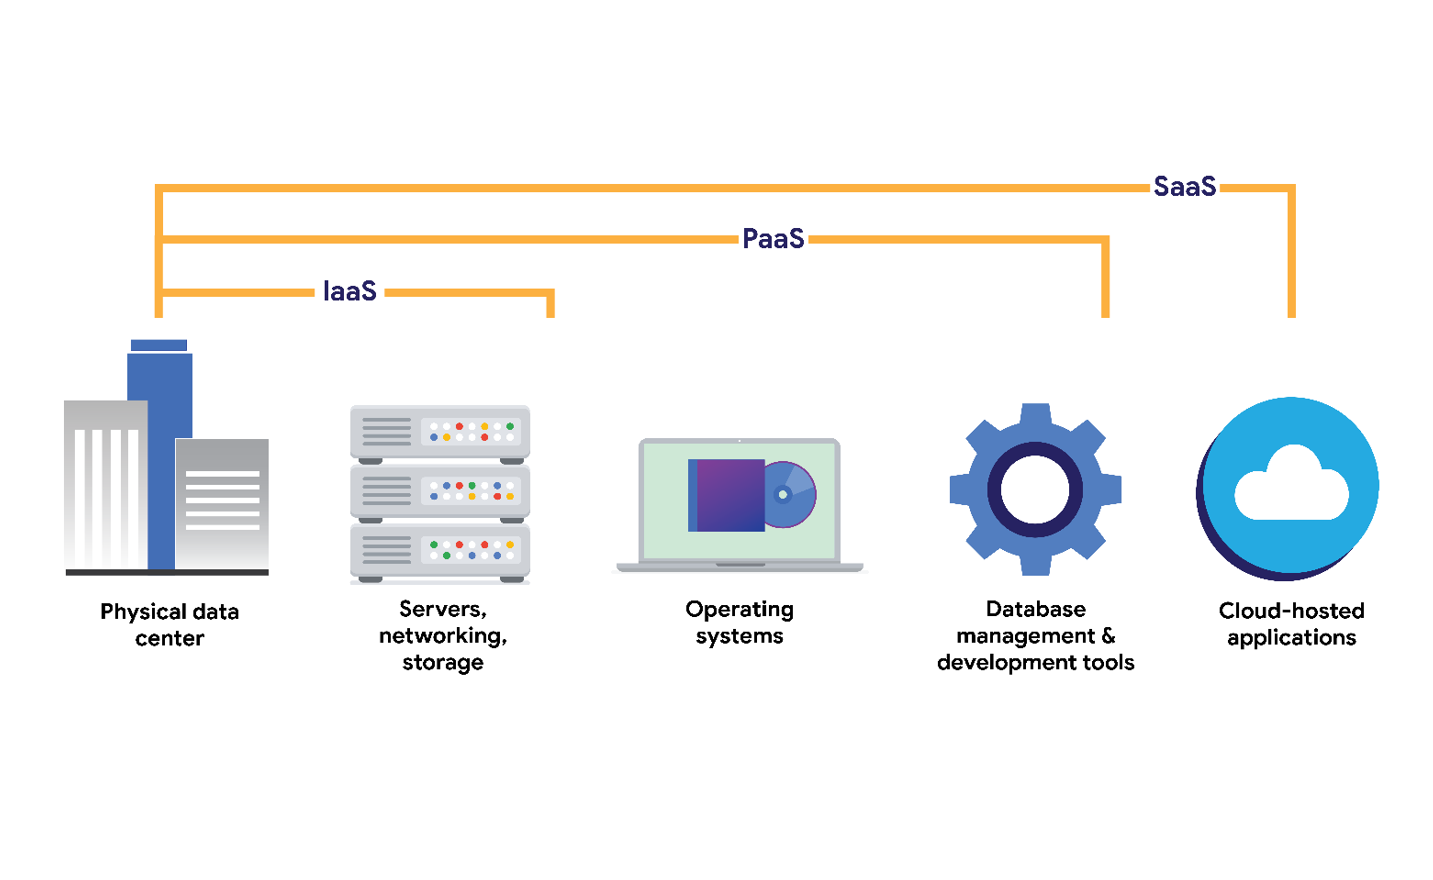 SaaS
PaaS
IaaS
Physical data
center
Servers,
networking,
storage
Operating
systems
Database
management &
development tools
Cloud-hosted
applications